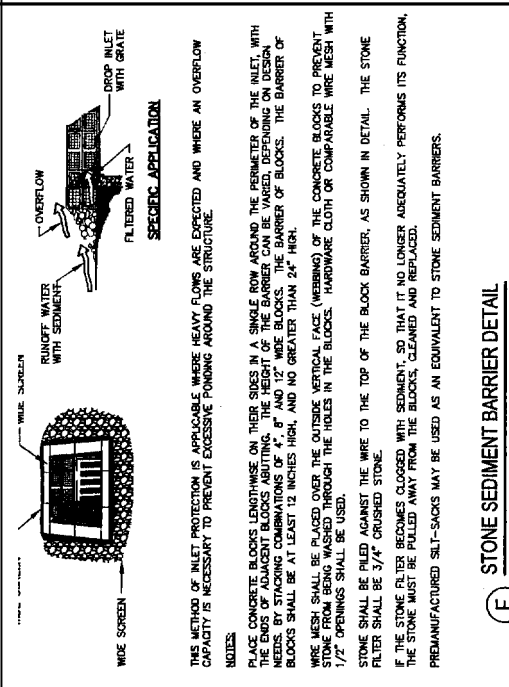 WIDE SCREEN
WIDE SCREEN
OVERFLOW
RUNOFF WATER
WITH SEDIMENT
DROP INLET
WITH GRATE
FILTERED WATER
SPECIFIC APPLICATION
THIS METHOD OF INLET PROTECTION IS APPLICABLE WHERE HEAVY FLOWS ARE EXPECTED AND WHERE AN OVERFLOW
CAPACITY IS NECESSARY TO PREVENT EXCESSIVE PONDING AROUND THE STRUCTURE.
NOTES:
PLACE CONCRETE BLOCKS LENGTHWISE ON THEIR SIDES IN A SINGLE ROW AROUND THE PERIMETER OF THE INLET, WITH
THE ENDS OF ADJACENT BLOCKS ABUTTING. THE HEIGHT OF THE BARRIER CAN BE VARIED, DEPENDING ON DESIGN
NEEDS, BY STACKING COMBINATIONS OF 4", 8" AND 12" WIDE BLOCKS. THE BARRIER OF BLOCKS. THE BARRIER OF
BLOCKS SHALL BE AT LEAST 12 INCHES HIGH, AND NO GREATER THAN 24" HIGH.
WIRE MESH SHALL BE PLACED OVER THE OUTSIDE VERTICAL FACE (WEBBING) OF THE CONCRETE BLOCKS TO PREVENT
STONE FROM BEING WASHED THROUGH THE HOLES IN THE BLOCKS. HARDWARE CLOTH OR COMPARABLE WIRE MESH WITH
1/2" OPENINGS SHALL BE USED.
STONE SHALL BE PILED AGAINST THE WIRE TO THE TOP OF THE BLOCK BARRIER, AS SHOWN IN DETAIL. THE STONE
FILTER SHALL BE 3/4" CRUSHED STONE.
IF THE STONE FILTER BECOMES CLOGGED WITH SEDIMENT, SO THAT IT NO LONGER ADEQUATELY PERFORMS ITS FUNCTION,
THE STONE MUST BE PULLED AWAY FROM THE BLOCKS, CLEANED AND REPLACED.
PREMANUFACTURED SILT-SACKS MAY BE USED AS AN EQUIVALENT TO STONE SEDIMENT BARRIERS.
STONE SEDIMENT BARRIER DETAIL